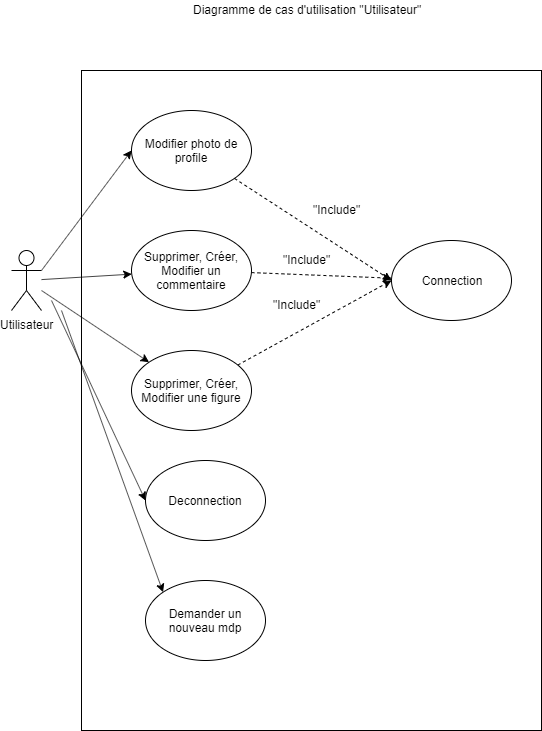 Diagramme de cas d'utilisation "Utilisateur"
Modifier photo de
profile
"Include"
Supprimer, Créer,
Modifier un
commentaire
"Include"
Connection
"Include"
Utilisateur
Supprimer, Créer,
Modifier une figure
Deconnection
Demander un
nouveau mdp